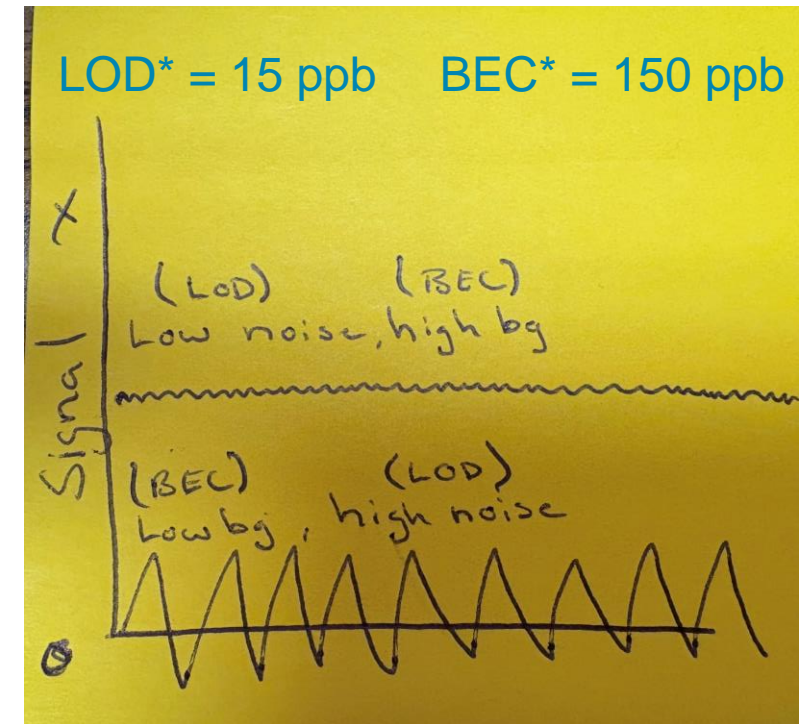 LOD* = 15 ppb BEC* = 150 ppb
Signal X
(LOD) (BEC)
Low noise, high bg
(BEC) (LOD)
Low bg, high noise
0